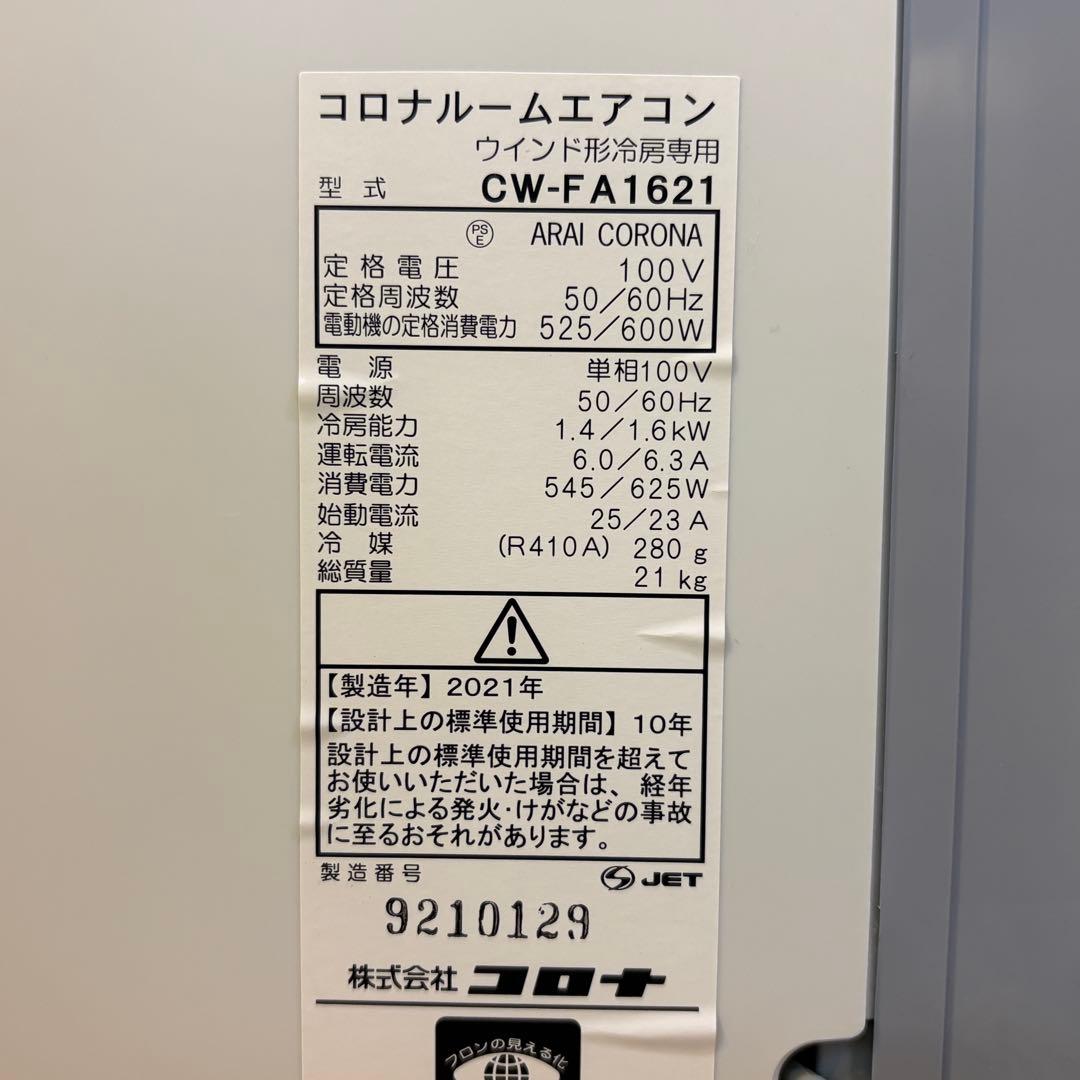 コロナルームエアコン
ウインド形冷房専用
型式 CW-FA1621
PS E ARAI CORONA
定格電圧 100V
定格周波数 50/60Hz
電動機の定格消費電力 525/600W
電源 単相100V
周波数 50/60Hz
冷房能力 1.4/1.6kW
運転電流 6.0/6.3A
消費電力 545/625W
始動電流 25/23A
冷媒 (R410A) 280g
総質量 21kg
【製造年】2021年
【設計上の標準使用期間】10年
設計上の標準使用期間を超えて
お使いいただいた場合は、経年
劣化による発火・けがなどの事故
に至るおそれがあります。
製造番号 JET
9210129
株式会社 コロナ
フロンの見える化